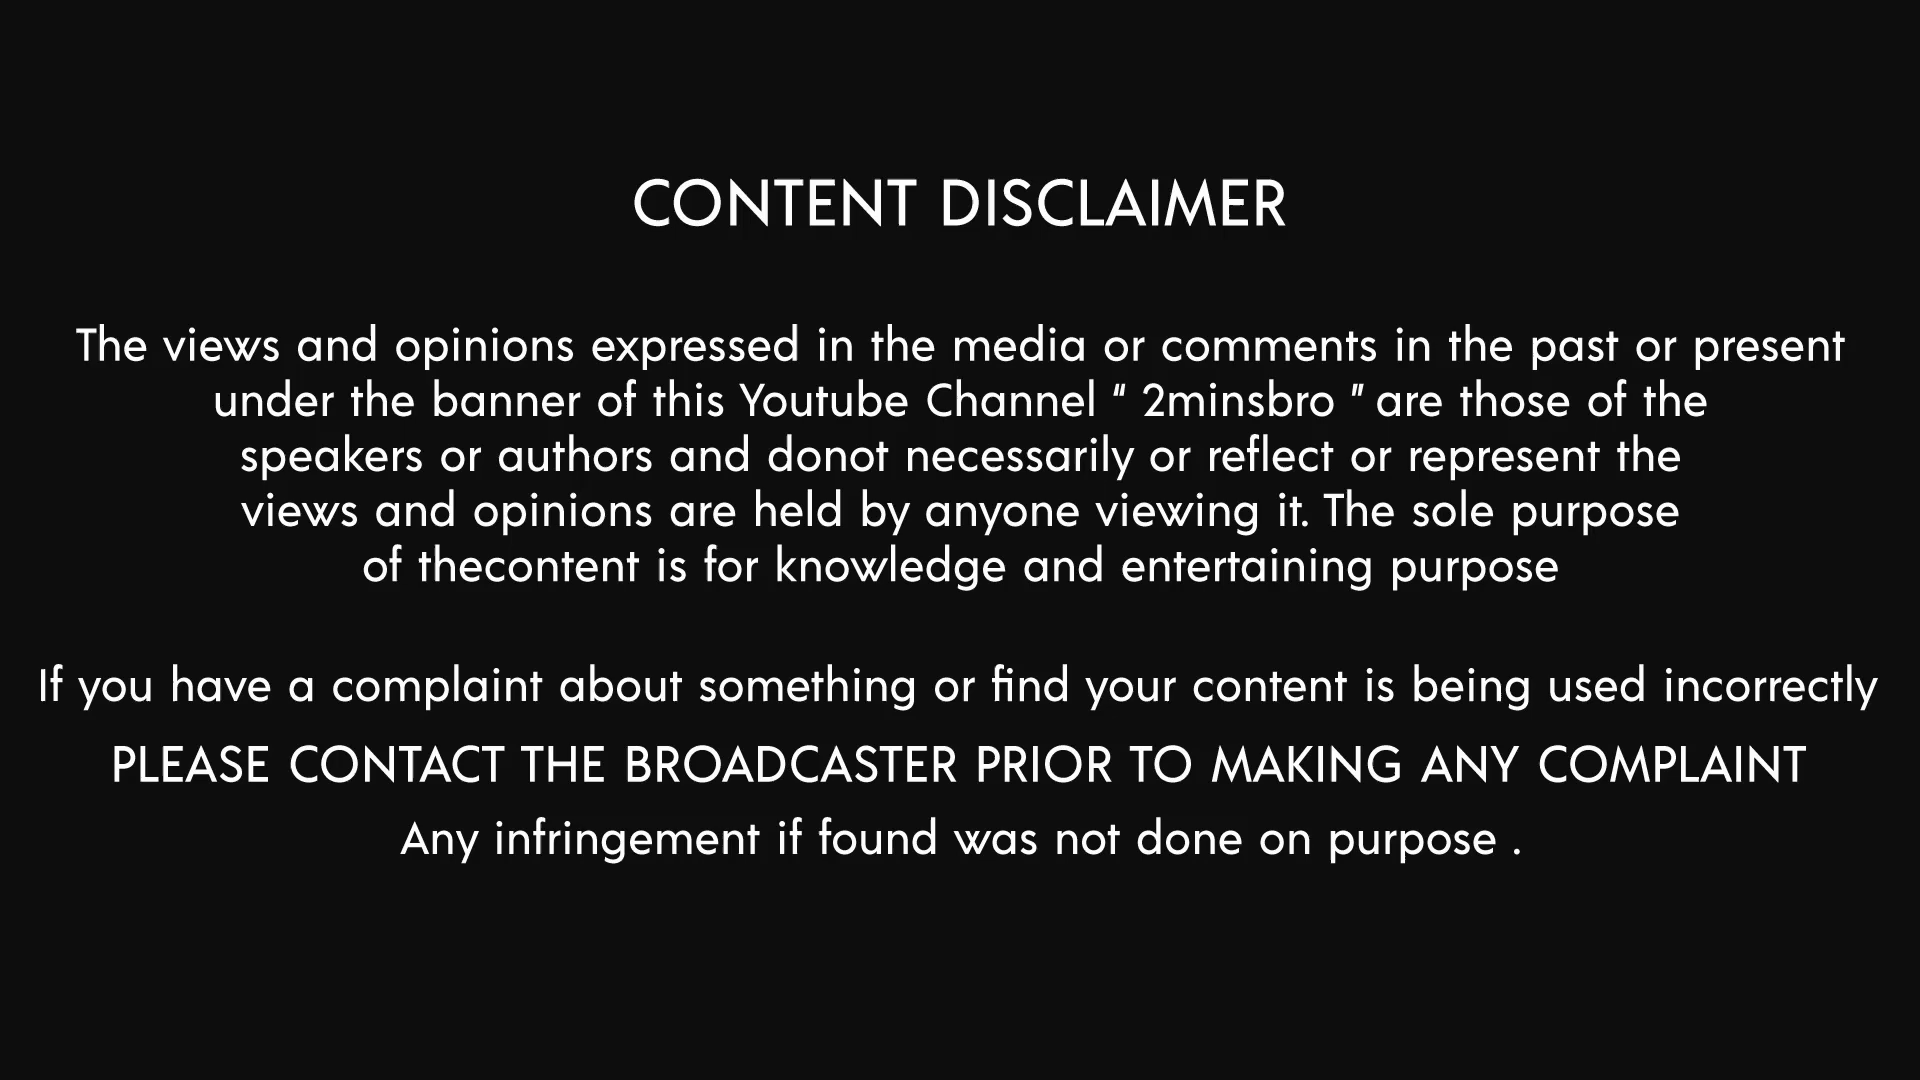 CONTENT DISCLAIMER
The views and opinions expressed in the media or comments in the past or present
under the banner of this Youtube Channel “ 2minsbro ” are those of the
speakers or authors and donot necessarily or reflect or represent the
views and opinions are held by anyone viewing it. The sole purpose
of thecontent is for knowledge and entertaining purpose
If you have a complaint about something or find your content is being used incorrectly
PLEASE CONTACT THE BROADCASTER PRIOR TO MAKING ANY COMPLAINT
Any infringement if found was not done on purpose .